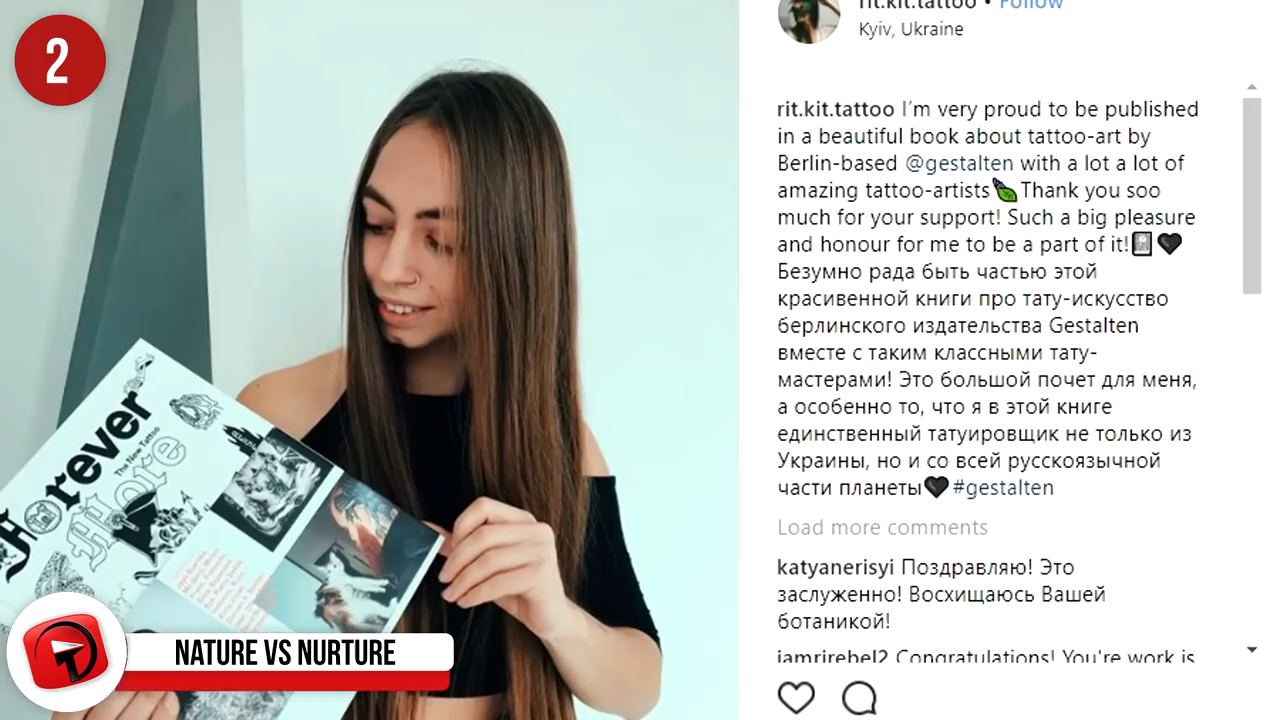 2
rit.kit.tattoo • Follow
Kyiv, Ukraine
rit.kit.tattoo I'm very proud to be published
in a beautiful book about tattoo-art by
Berlin-based @gestalten with a lot a lot of
amazing tattoo-artists🍃Thank you soo
much for your support! Such a big pleasure
and honour for me to be a part of it!📓🖤
Безумно рада быть частью этой
красивенной книги про тату-искусство
берлинского издательства Gestalten
вместе с таким классными тату-
мастерами! Это большой почет для меня,
а особенно то, что я в этой книге
единственный татуировщик не только из
Украины, но и со всей русскоязычной
части планеты🖤#gestalten
Load more comments
katyanerisyi Поздравляю! Это
заслуженно! Восхищаюсь Вашей
ботаникой!
iamrirebel2 Congratulations! You're work is
Forever
The New Tattoo
More
NATURE VS NURTURE